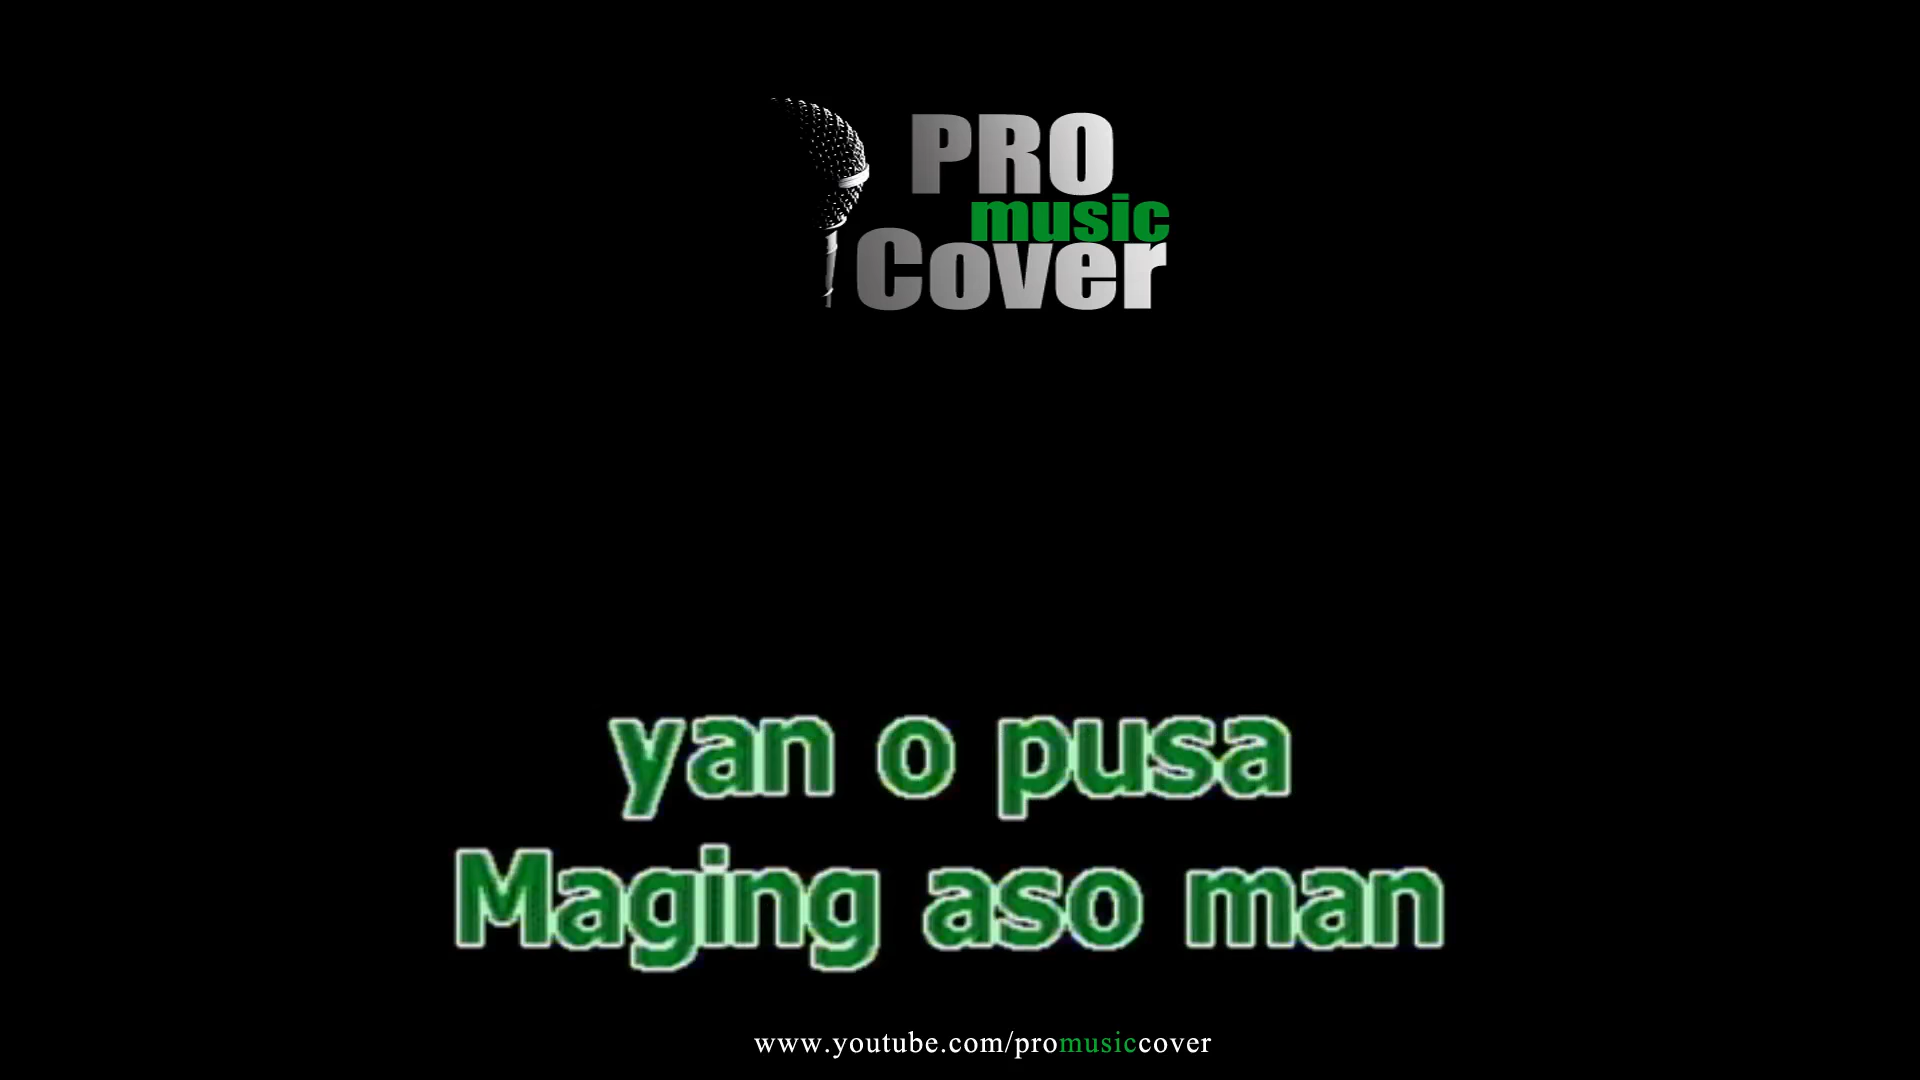 PRO
music
Cover
yan o pusa
Maging aso man
www.youtube.com/promusiccover